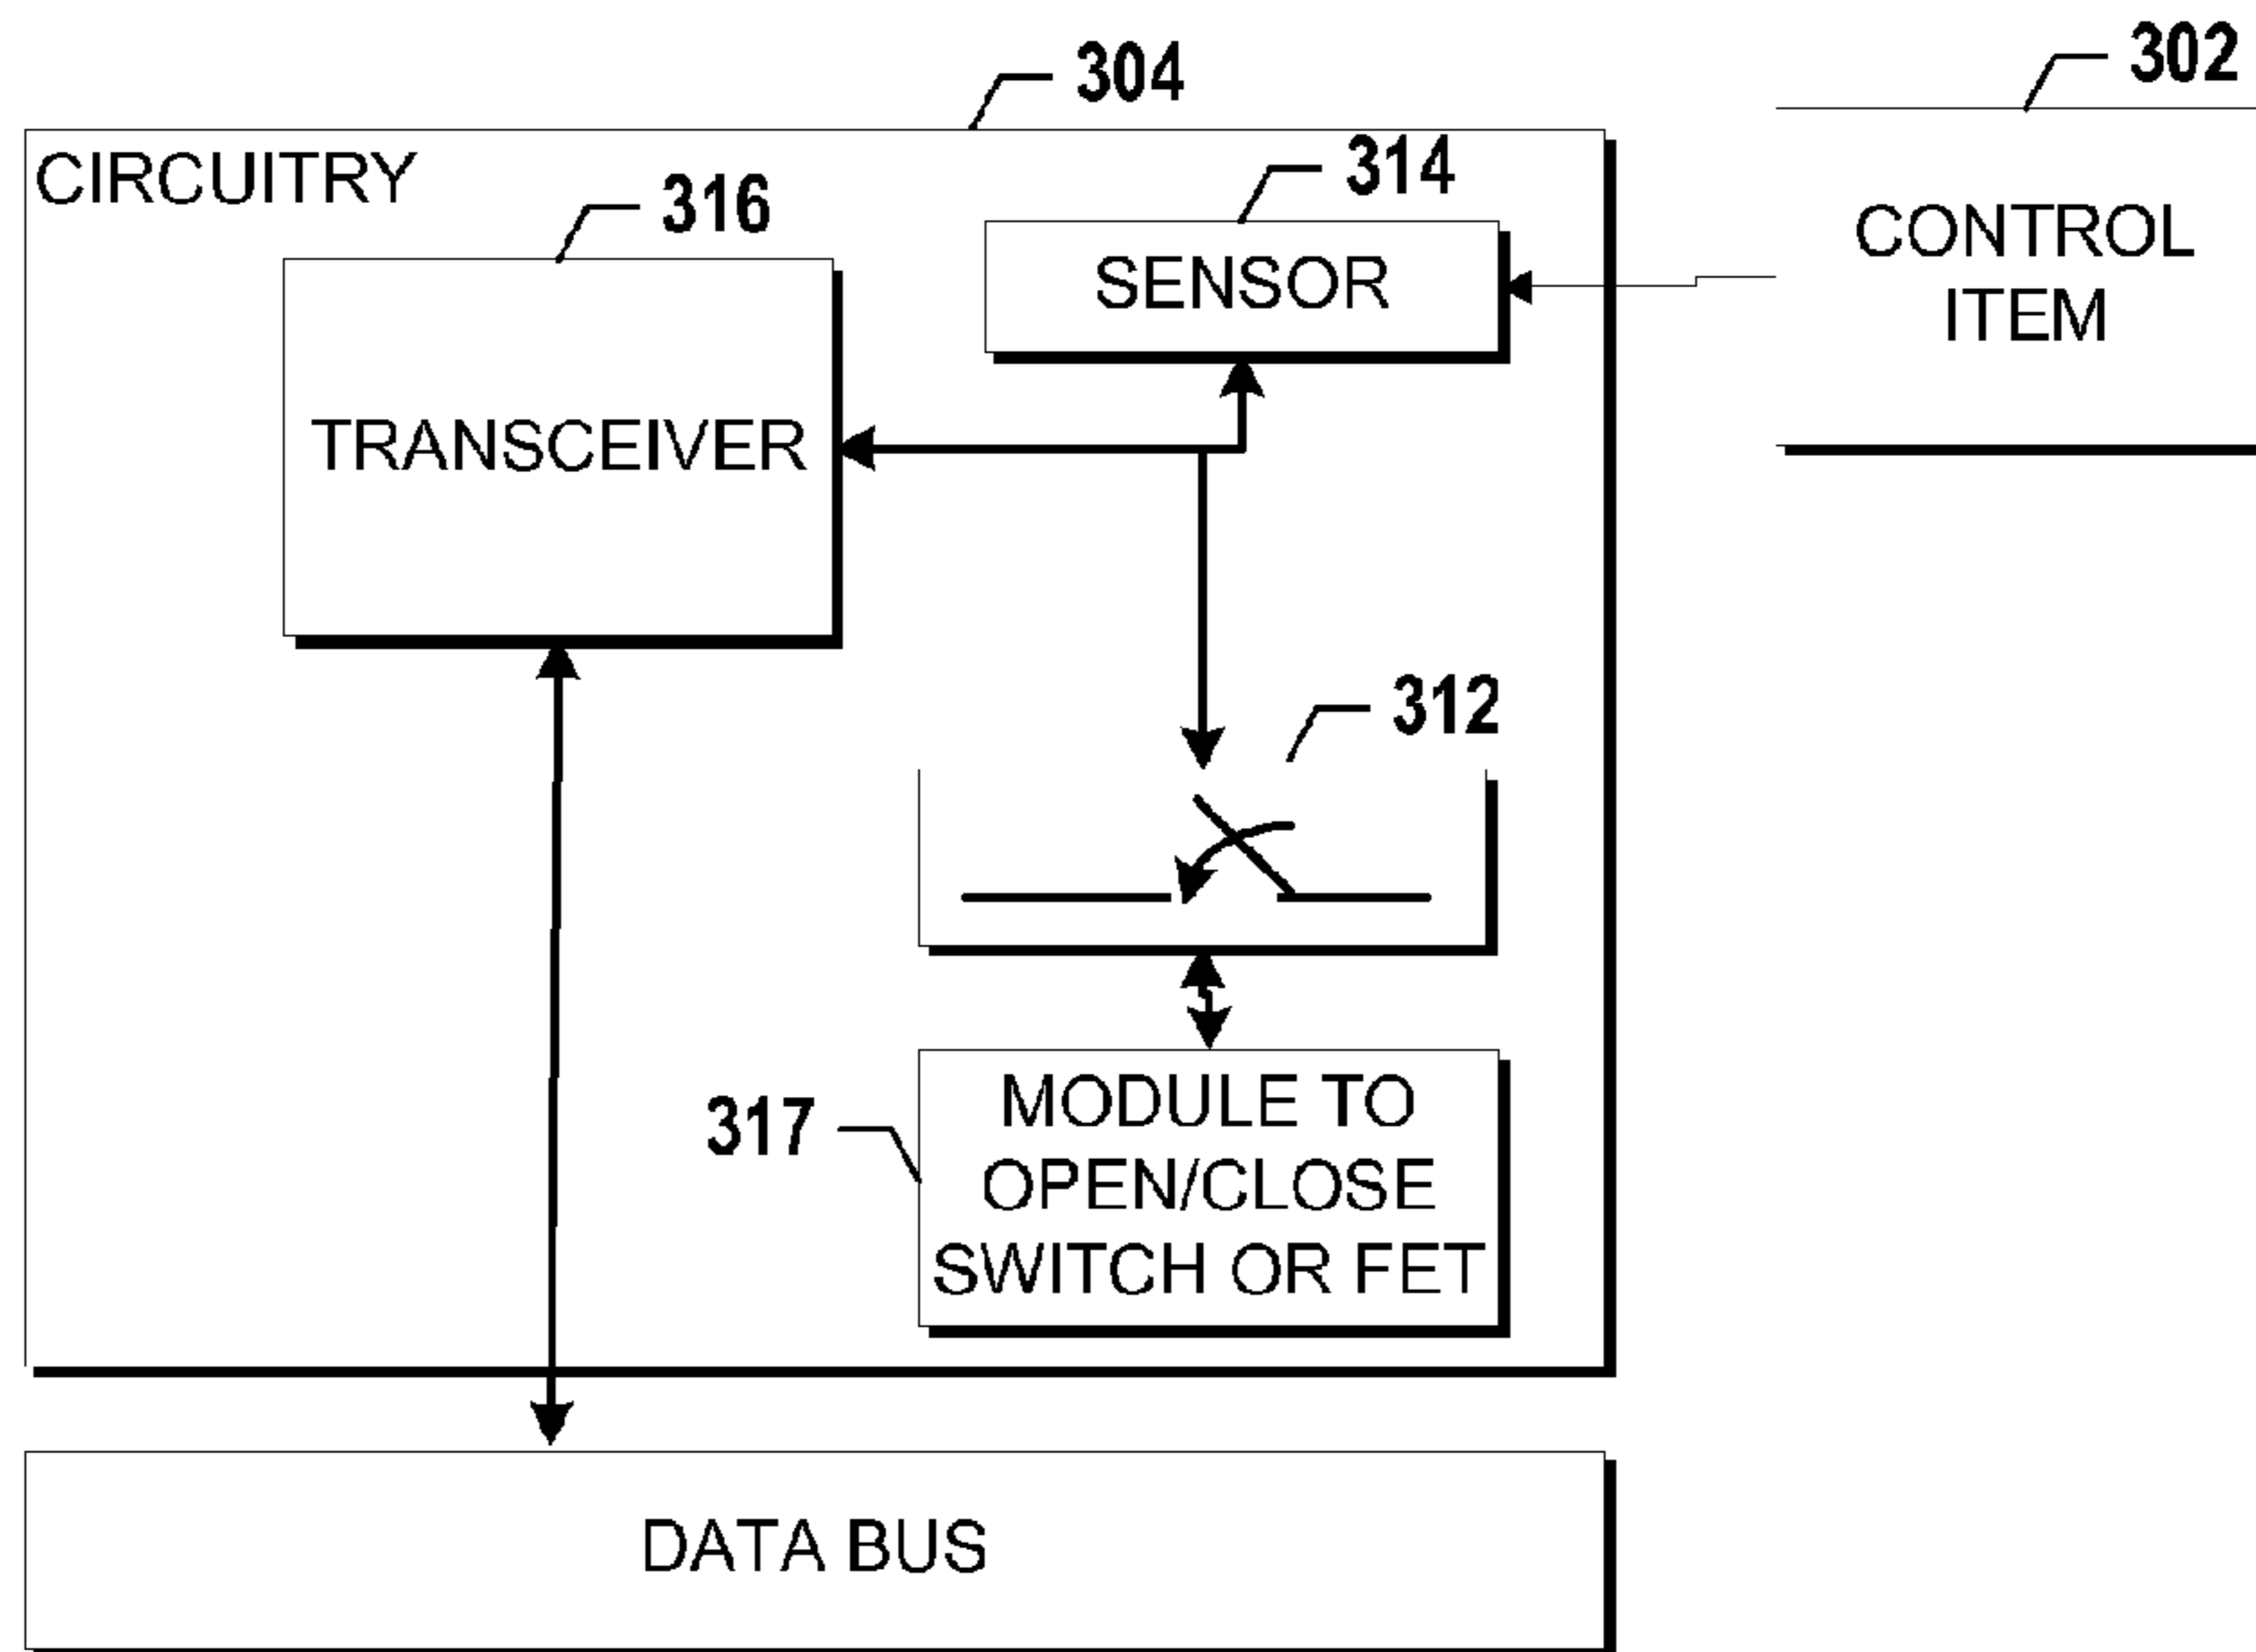 304
302
CIRCUITRY
316
314
SENSOR
CONTROL
ITEM
TRANSCEIVER
312
317
MODULE TO
OPEN/CLOSE
SWITCH OR FET
DATA BUS